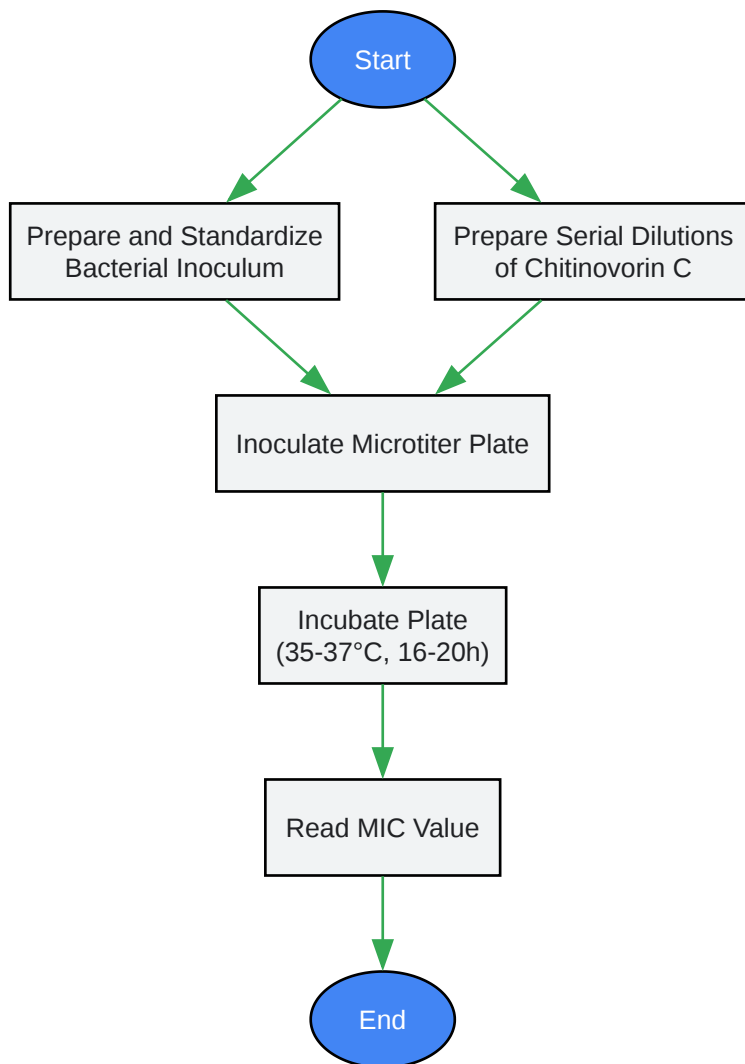 Start
Prepare and Standardize
Bacterial Inoculum
Prepare Serial Dilutions
of Chitinovorin C
Inoculate Microtiter Plate
Incubate Plate
(35-37°C, 16-20h)
Read MIC Value
End